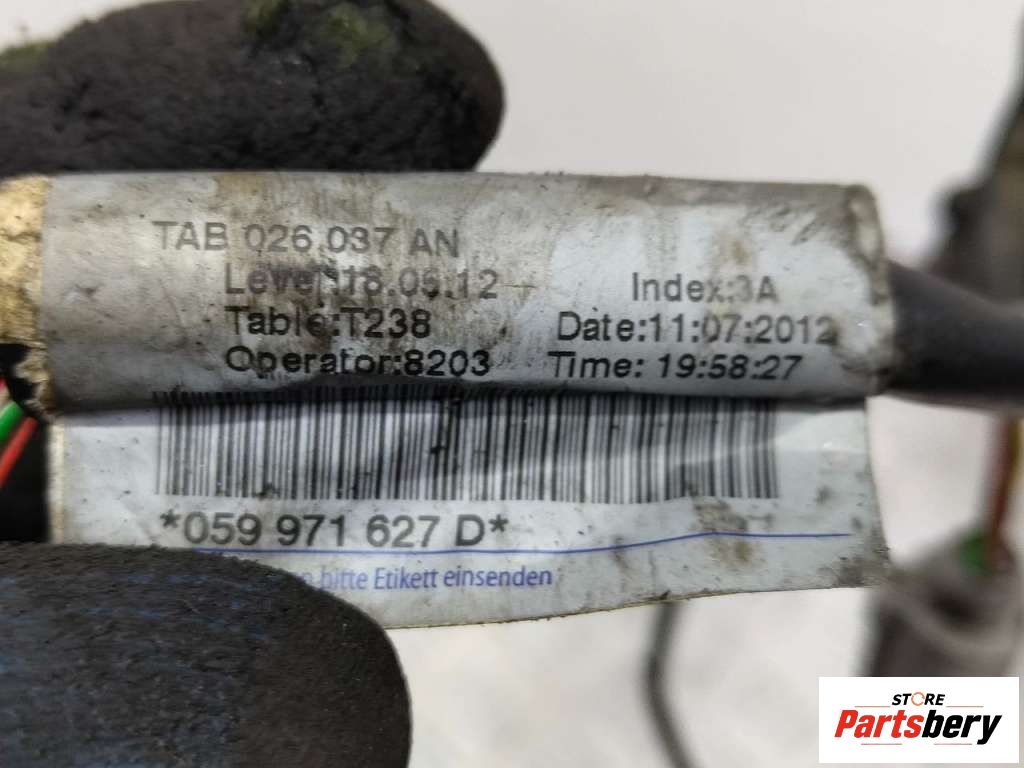 TAB 026.037 AN
Level:18.05.12 Index:3A
Table:T238 Date:11:07:2012
Operator:8203 Time: 19:58:27
*059 971 627 D*
bitte Etikett einsenden
STORE
Partsbery